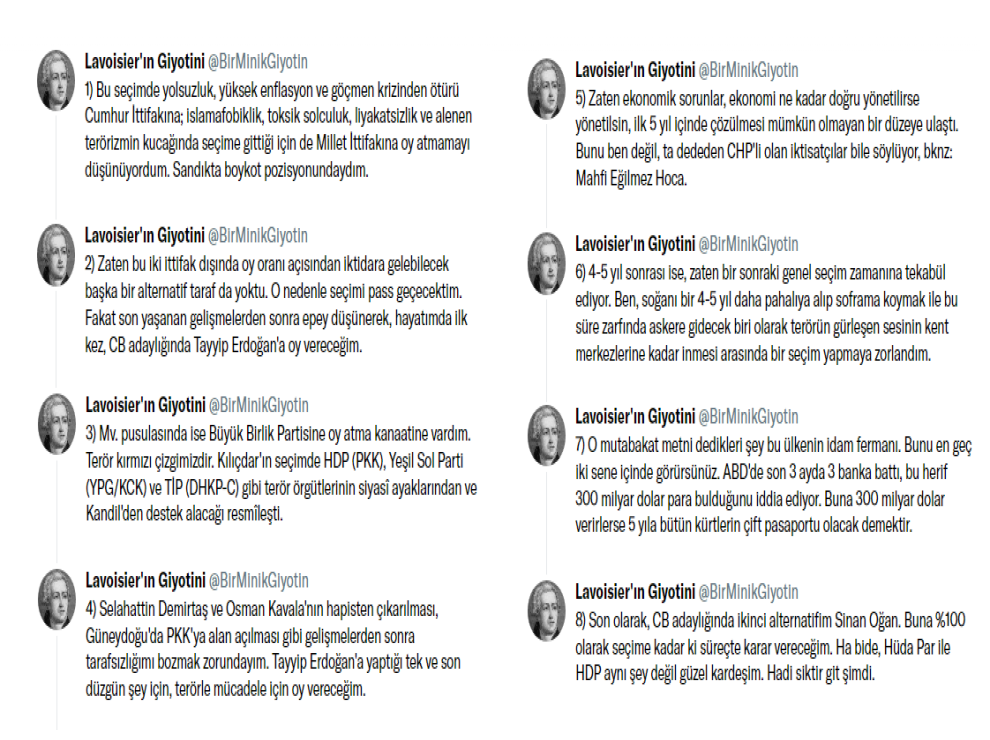 Lavoisier'ın Giyotini @BirMinikGiyotin
1) Bu seçimde yolsuzluk, yüksek enflasyon ve göçmen krizinden ötürü
Cumhur İttifakına; islamafobiklik, toksik solculuk, liyakatsizlik ve alenen
terörizmin kucağında seçime gittiği için de Millet İttifakına oy atmamayı
düşünüyordum. Sandıkta boykot pozisyonundaydım.
Lavoisier'ın Giyotini @BirMinikGiyotin
2) Zaten bu iki ittifak dışında oy oranı açısından iktidara gelebilecek
başka bir alternatif taraf da yoktu. O nedenle seçimi pass geçecektim.
Fakat son yaşanan gelişmelerden sonra epey düşünerek, hayatımda ilk
kez, CB adaylığında Tayyip Erdoğan'a oy vereceğim.
Lavoisier'ın Giyotini @BirMinikGiyotin
3) Mv. pusulasında ise Büyük Birlik Partisine oy atma kanaatine vardım.
Terör kırmızı çizgimizdir. Kılıçdar'ın seçimde HDP (PKK), Yeşil Sol Parti
(YPG/KCK) ve TİP (DHKP-C) gibi terör örgütlerinin siyasî ayaklarından ve
Kandil'den destek alacağı resmîleşti.
Lavoisier'ın Giyotini @BirMinikGiyotin
4) Selahattin Demirtaş ve Osman Kavala'nın hapisten çıkarılması,
Güneydoğu'da PKK'ya alan açılması gibi gelişmelerden sonra
tarafsızlığımı bozmak zorundayım. Tayyip Erdoğan'a yaptığı tek ve son
düzgün şey için, terörle mücadele için oy vereceğim.
Lavoisier'ın Giyotini @BirMinikGiyotin
5) Zaten ekonomik sorunlar, ekonomi ne kadar doğru yönetilirse
yönetilsin, ilk 5 yıl içinde çözülmesi mümkün olmayan bir düzeye ulaştı.
Bunu ben değil, ta dededen CHP'li olan iktisatçılar bile söylüyor, bknz:
Mahfi Eğilmez Hoca.
Lavoisier'ın Giyotini @BirMinikGiyotin
6) 4-5 yıl sonrası ise, zaten bir sonraki genel seçim zamanına tekabül
ediyor. Ben, soğanı bir 4-5 yıl daha pahalıya alıp soframa koymak ile bu
süre zarfında askere gidecek biri olarak terörün gürleşen sesinin kent
merkezlerine kadar inmesi arasında bir seçim yapmaya zorlandım.
Lavoisier'ın Giyotini @BirMinikGiyotin
7) O mutabakat metni dedikleri şey bu ülkenin idam fermanı. Bunu en geç
iki sene içinde görürsünüz. ABD'de son 3 ayda 3 banka battı, bu herif
300 milyar dolar para bulduğunu iddia ediyor. Buna 300 milyar dolar
verirlerse 5 yıla bütün kürtlerin çift pasaportu olacak demektir.
Lavoisier'ın Giyotini @BirMinikGiyotin
8) Son olarak, CB adaylığında ikinci alternatifim Sinan Oğan. Buna %100
olarak seçime kadar ki süreçte karar vereceğim. Ha bide, Hüda Par ile
HDP aynı şey değil güzel kardeşim. Hadi siktir git şimdi.